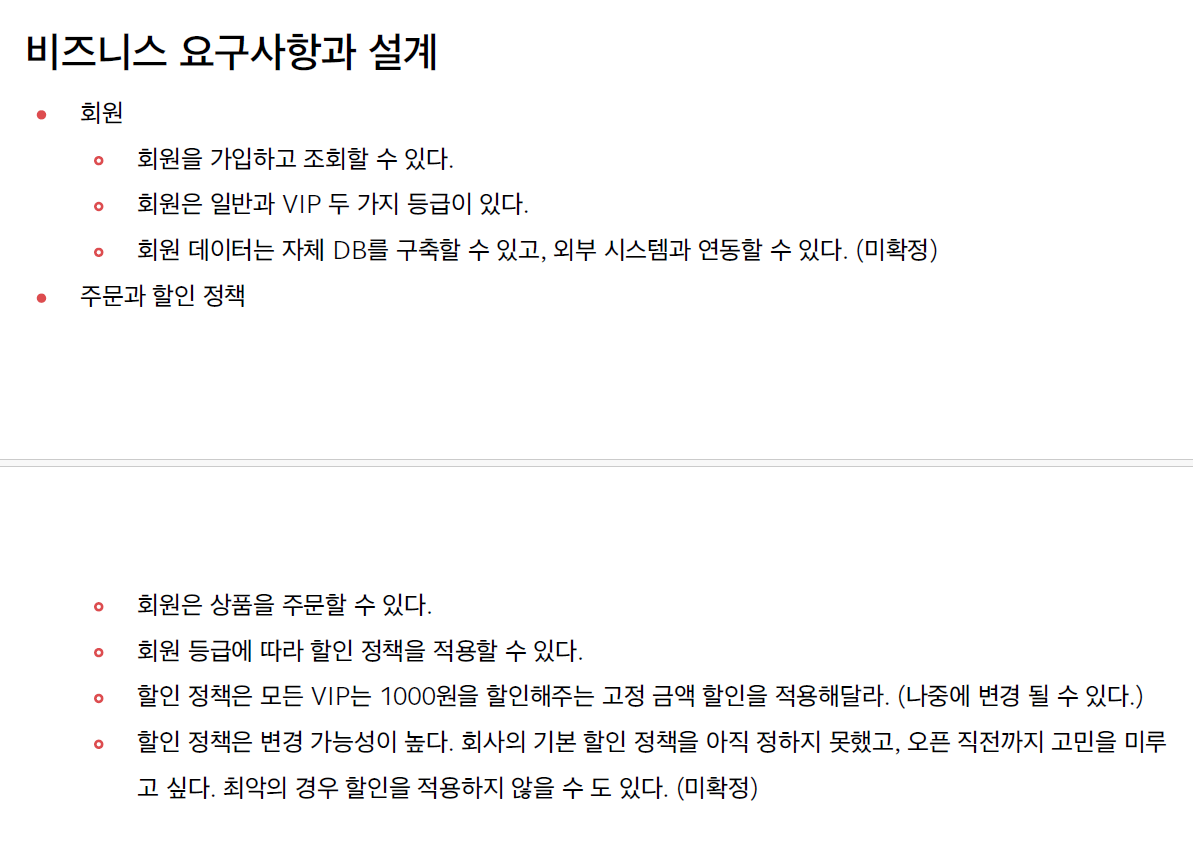 비즈니스 요구사항과 설계
회원
회원을 가입하고 조회할 수 있다.
회원은 일반과 VIP 두 가지 등급이 있다.
회원 데이터는 자체 DB를 구축할 수 있고, 외부 시스템과 연동할 수 있다. (미확정)
주문과 할인 정책
회원은 상품을 주문할 수 있다.
회원 등급에 따라 할인 정책을 적용할 수 있다.
할인 정책은 모든 VIP는 1000원을 할인해주는 고정 금액 할인을 적용해달라. (나중에 변경 될 수 있다.)
할인 정책은 변경 가능성이 높다. 회사의 기본 할인 정책을 아직 정하지 못했고, 오픈 직전까지 고민을 미루
고 싶다. 최악의 경우 할인을 적용하지 않을 수 도 있다. (미확정)